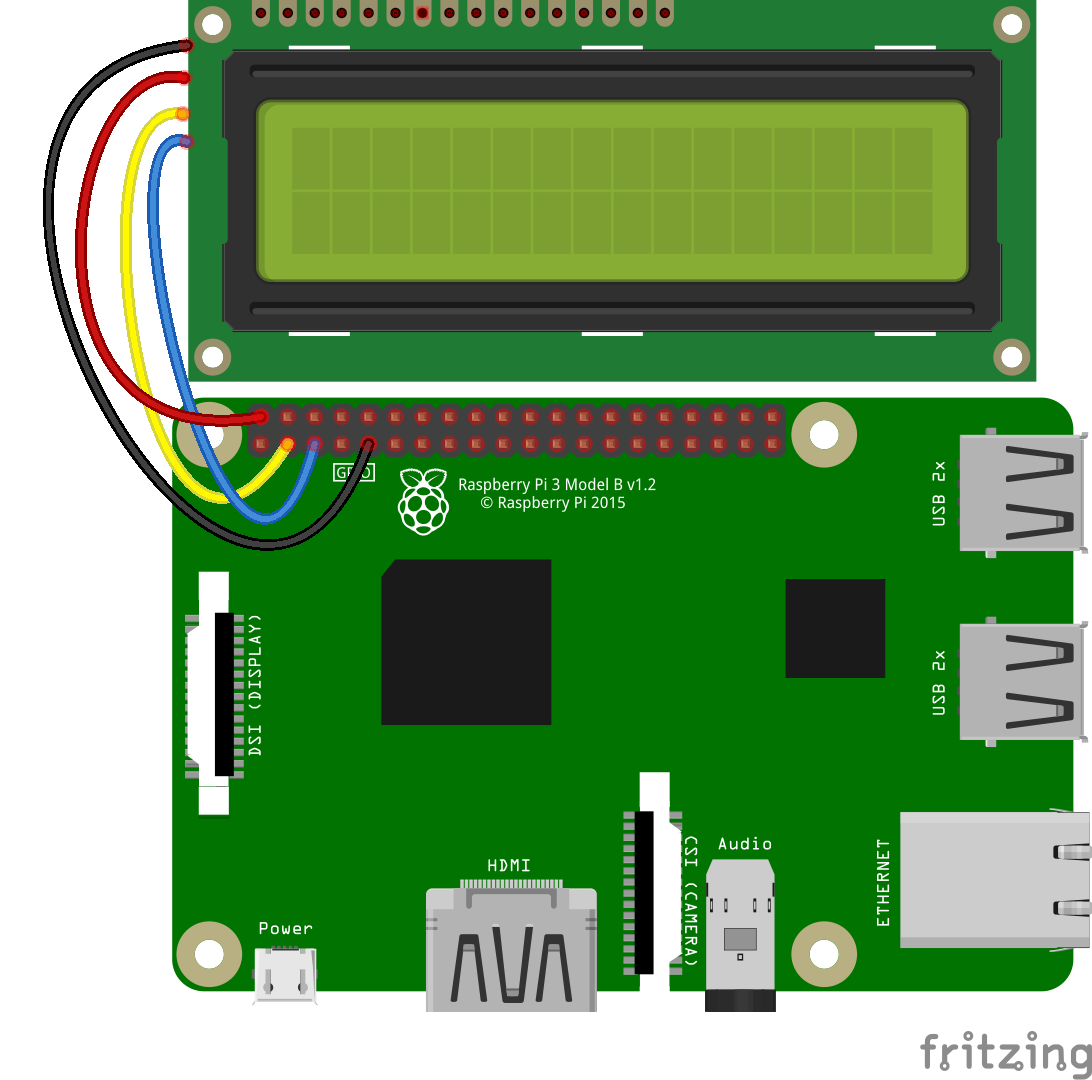 GPIO
Raspberry Pi 3 Model B v1.2
© Raspberry Pi 2015
USB 2x
DSI (DISPLAY)
USB 2x
CSI (CAMERA)
Audio
HDMI
ETHERNET
Power
fritzing